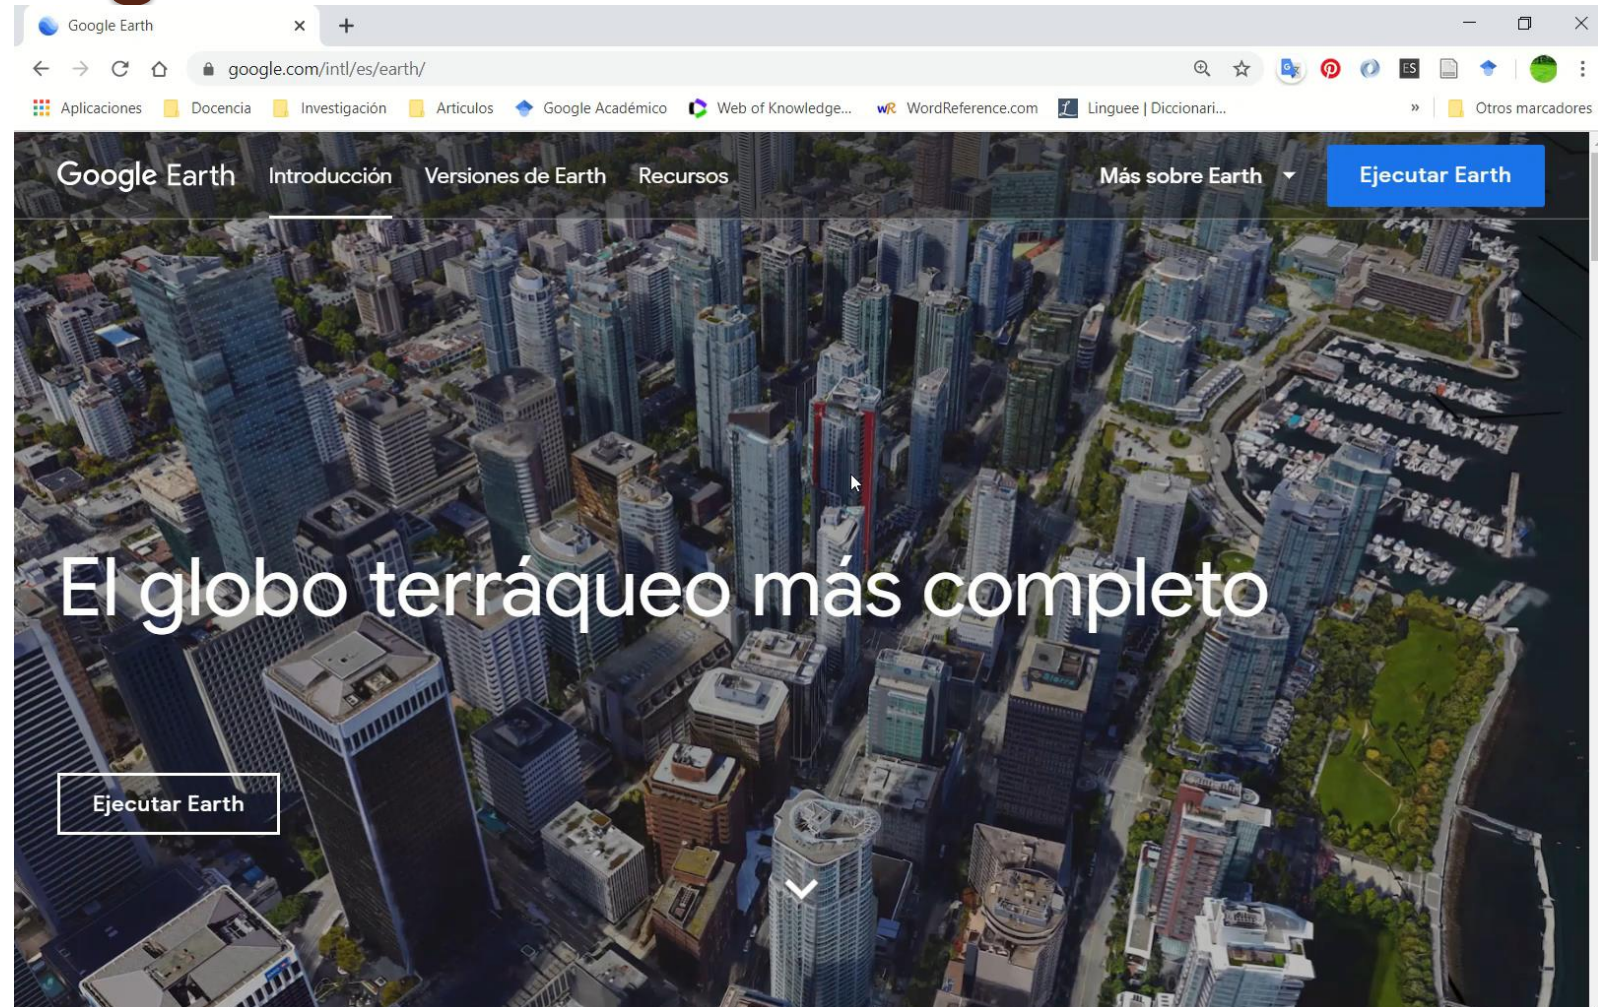 Google Earth
google.com/intl/es/earth/
ES
Aplicaciones Docencia Investigación Articulos Google Académico Web of Knowledge... WR WordReference.com L Linguee | Diccionari... » Otros marcadores
Google Earth Introducción Versiones de Earth Recursos Más sobre Earth Ejecutar Earth
El globo terráqueo más completo
Ejecutar Earth